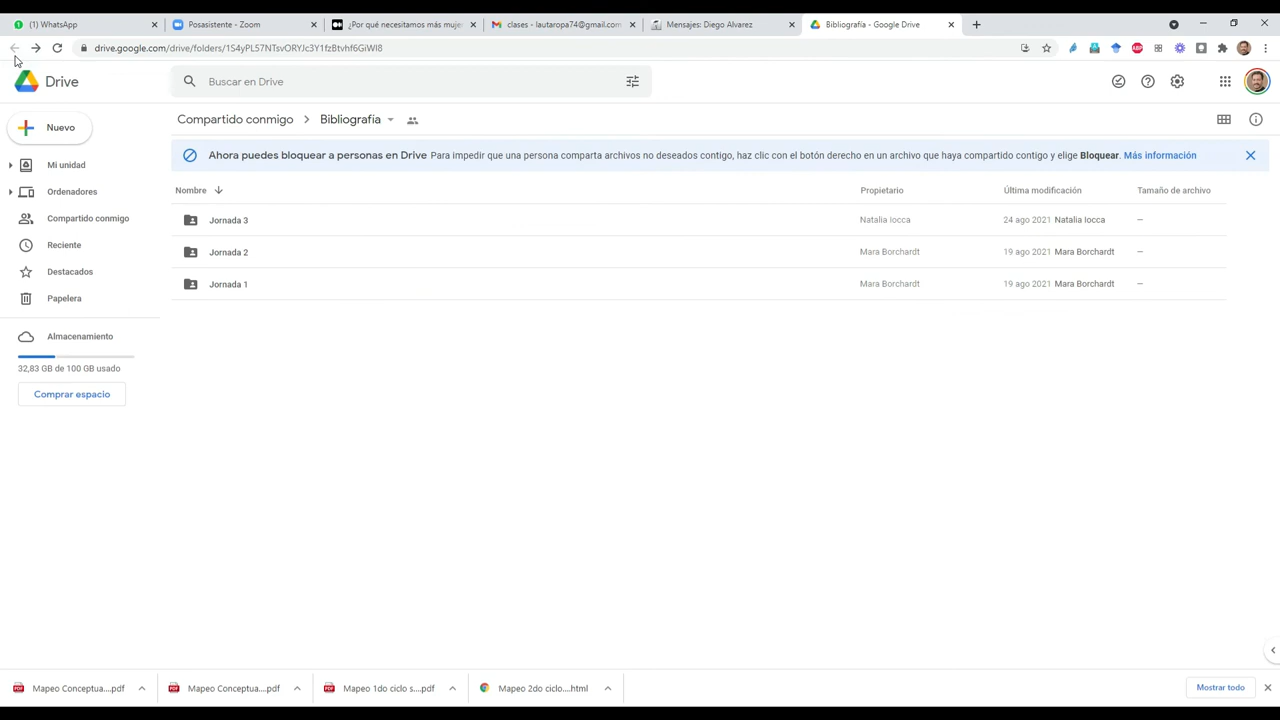 (1) WhatsApp
Posasistente - Zoom
¿Por qué necesitamos más muje
clases - lautaropa74@gmail.com
Mensajes: Diego Alvarez
Bibliografía - Google Drive
drive.google.com/drive/folders/1S4yPL57NTsvORYJc3Y1fzBtvhf6GiWI8
ABP
Drive
Buscar en Drive
Nuevo
Compartido conmigo > Bibliografía
Ahora puedes bloquear a personas en Drive Para impedir que una persona comparta archivos no deseados contigo, haz clic con el botón derecho en un archivo que haya compartido contigo y elige Bloquear. Más información
Mi unidad
Ordenadores
Compartido conmigo
Reciente
Destacados
Papelera
Almacenamiento
32,83 GB de 100 GB usado
Comprar espacio
Nombre Propietario Última modificación Tamaño de archivo
Jornada 3 Natalia Iocca 24 ago 2021 Natalia Iocca —
Jornada 2 Mara Borchardt 19 ago 2021 Mara Borchardt —
Jornada 1 Mara Borchardt 19 ago 2021 Mara Borchardt —
Mapeo Conceptua....pdf
Mapeo Conceptua....pdf
Mapeo 1do ciclo s....pdf
Mapeo 2do ciclo....html
Mostrar todo